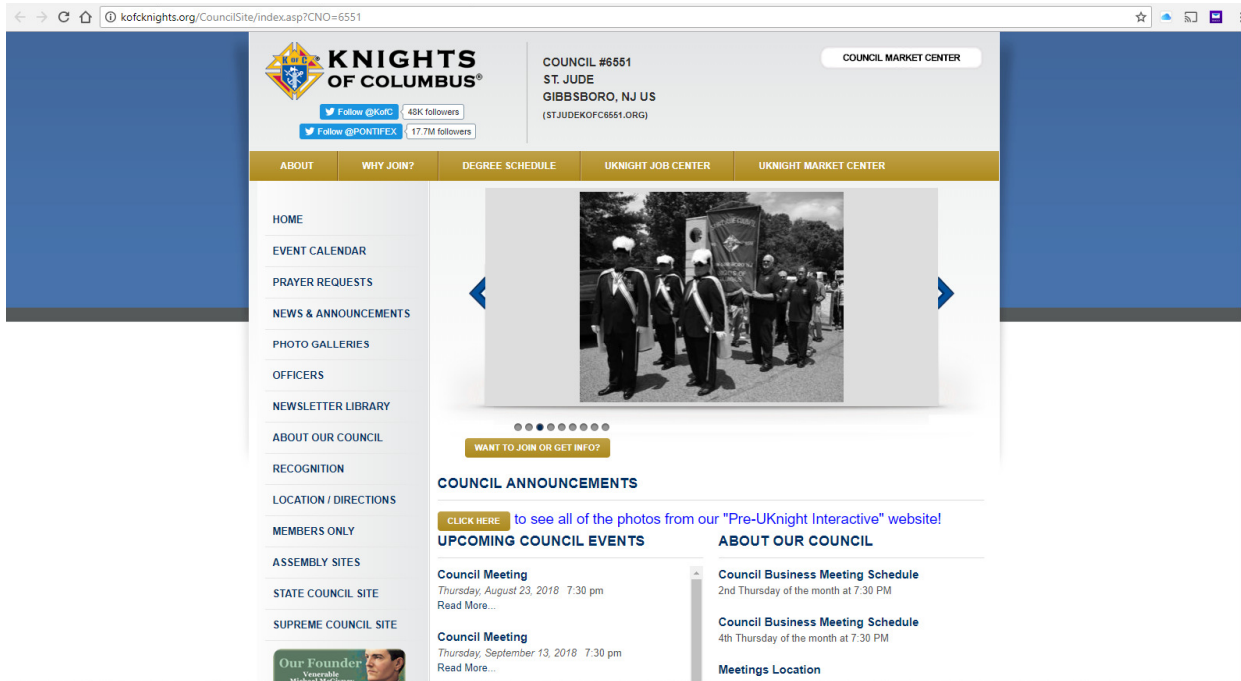 kofcknights.org/CouncilSite/index.asp?CNO=6551
KNIGHTS
OF COLUMBUS®
Follow @KofC 48K followers
Follow @PONTIFEX 17.7M followers
COUNCIL #6551
ST. JUDE
GIBBSBORO, NJ US
(STJUDEKOFC6551.ORG)
COUNCIL MARKET CENTER
ABOUT WHY JOIN? DEGREE SCHEDULE UKNIGHT JOB CENTER UKNIGHT MARKET CENTER
HOME
EVENT CALENDAR
PRAYER REQUESTS
NEWS & ANNOUNCEMENTS
PHOTO GALLERIES
OFFICERS
NEWSLETTER LIBRARY
ABOUT OUR COUNCIL
RECOGNITION
LOCATION / DIRECTIONS
MEMBERS ONLY
ASSEMBLY SITES
STATE COUNCIL SITE
SUPREME COUNCIL SITE
Our Founder
Venerable
WANT TO JOIN OR GET INFO?
COUNCIL ANNOUNCEMENTS
CLICK HERE to see all of the photos from our "Pre-UKnight Interactive" website!
UPCOMING COUNCIL EVENTS
Council Meeting
Thursday, August 23, 2018 7:30 pm
Read More...
Council Meeting
Thursday, September 13, 2018 7:30 pm
Read More...
ABOUT OUR COUNCIL
Council Business Meeting Schedule
2nd Thursday of the month at 7:30 PM
Council Business Meeting Schedule
4th Thursday of the month at 7:30 PM
Meetings Location